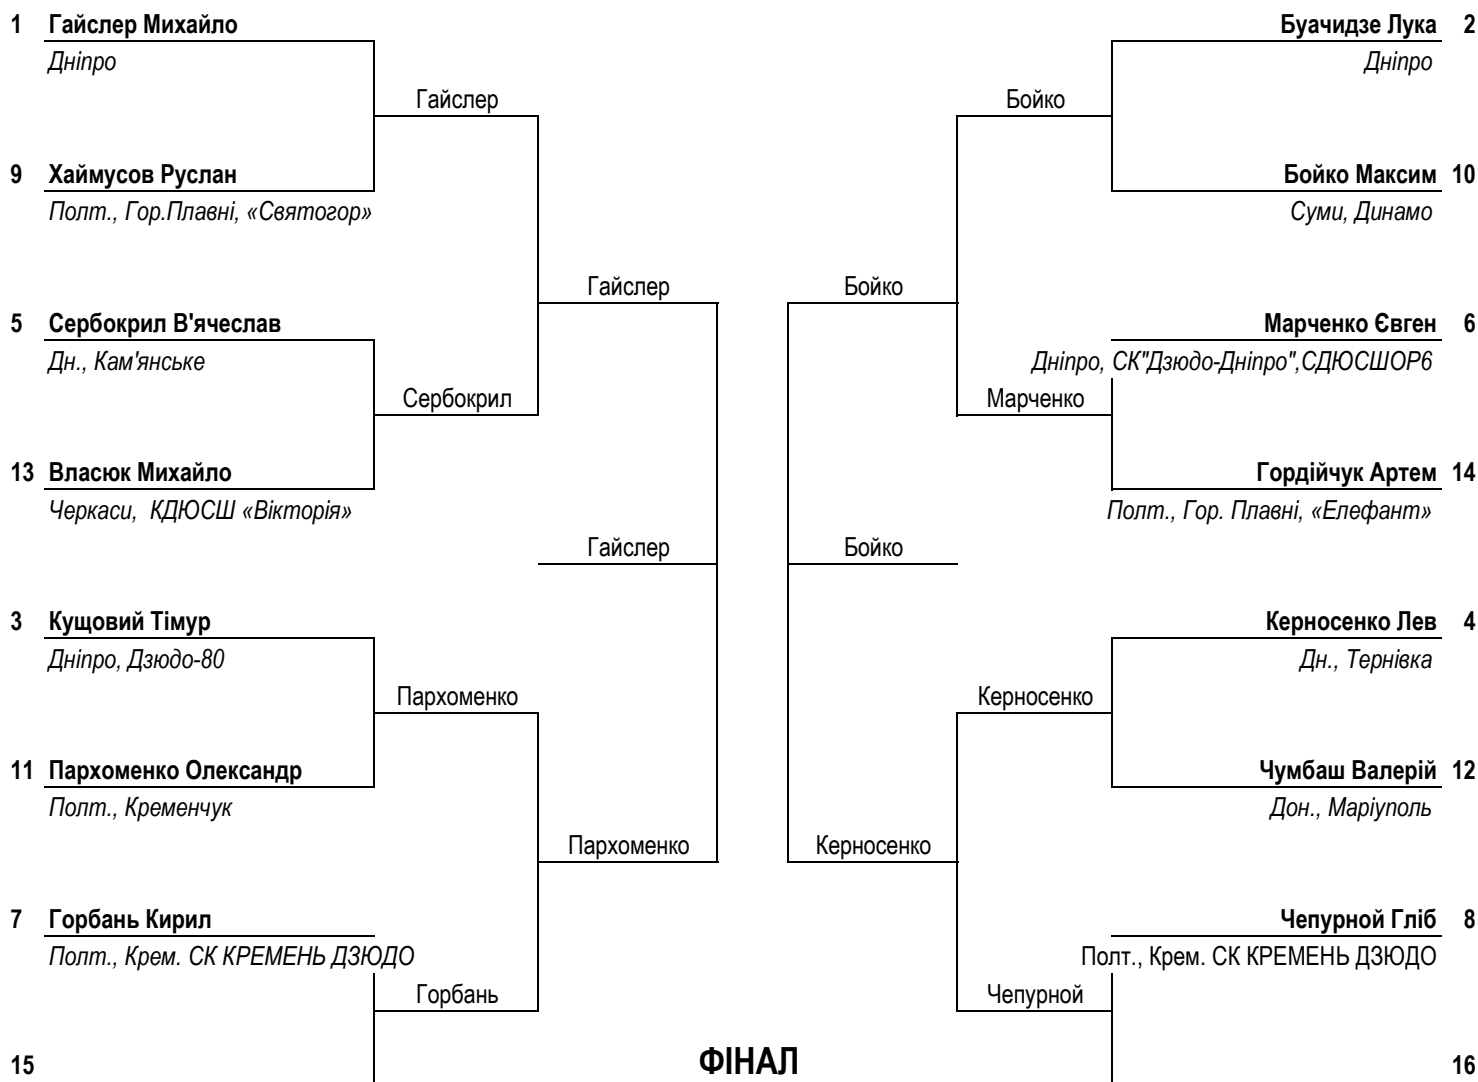 1 Гайслер Михайло
Дніпро
Гайслер
9 Хаймусов Руслан
Полт., Гор.Плавні, «Святогор»
Гайслер
5 Сербокрил В'ячеслав
Дн., Кам'янське
Сербокрил
13 Власюк Михайло
Черкаси, КДЮСШ «Вікторія»
Гайслер
3 Кущовий Тімур
Дніпро, Дзюдо-80
Пархоменко
11 Пархоменко Олександр
Полт., Кременчук
Пархоменко
7 Горбань Кирил
Полт., Крем. СК КРЕМЕНЬ ДЗЮДО
Горбань
15
Буачидзе Лука 2
Дніпро
Бойко
Бойко Максим 10
Суми, Динамо
Бойко
Марченко Євген 6
Дніпро, СК"Дзюдо-Дніпро",СДЮСШОР6
Марченко
Гордійчук Артем 14
Полт., Гор. Плавні, «Елефант»
Бойко
Керносенко Лев 4
Дн., Тернівка
Керносенко
Чумбаш Валерій 12
Дон., Маріуполь
Керносенко
Чепурной Гліб 8
Полт., Крем. СК КРЕМЕНЬ ДЗЮДО
Чепурной
ФІНАЛ
16